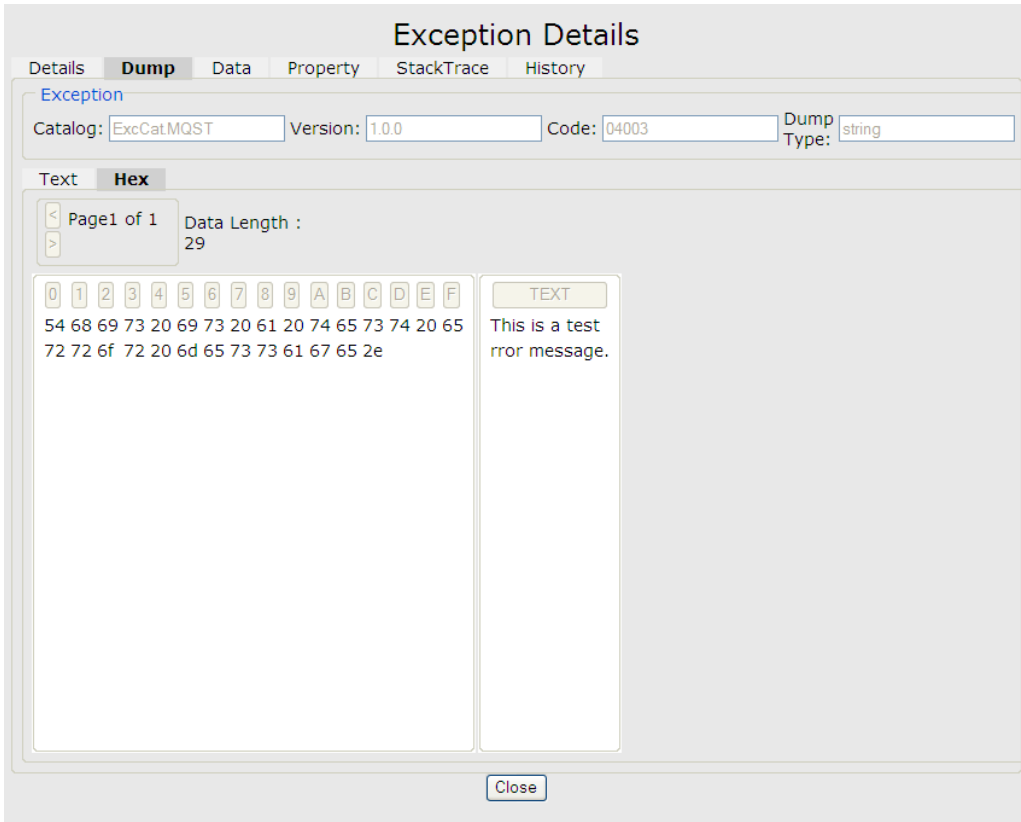 Exception Details
Details Dump Data Property StackTrace History
Exception
Catalog: ExcCat.MQST Version: 1.0.0 Code: 04003 Dump Type: string
Text Hex
< Page1 of 1
>
Data Length :
29
0 1 2 3 4 5 6 7 8 9 A B C D E F TEXT
54 68 69 73 20 69 73 20 61 20 74 65 73 74 20 65 This is a test
72 72 6f 72 20 6d 65 73 73 61 67 65 2e rror message.
Close